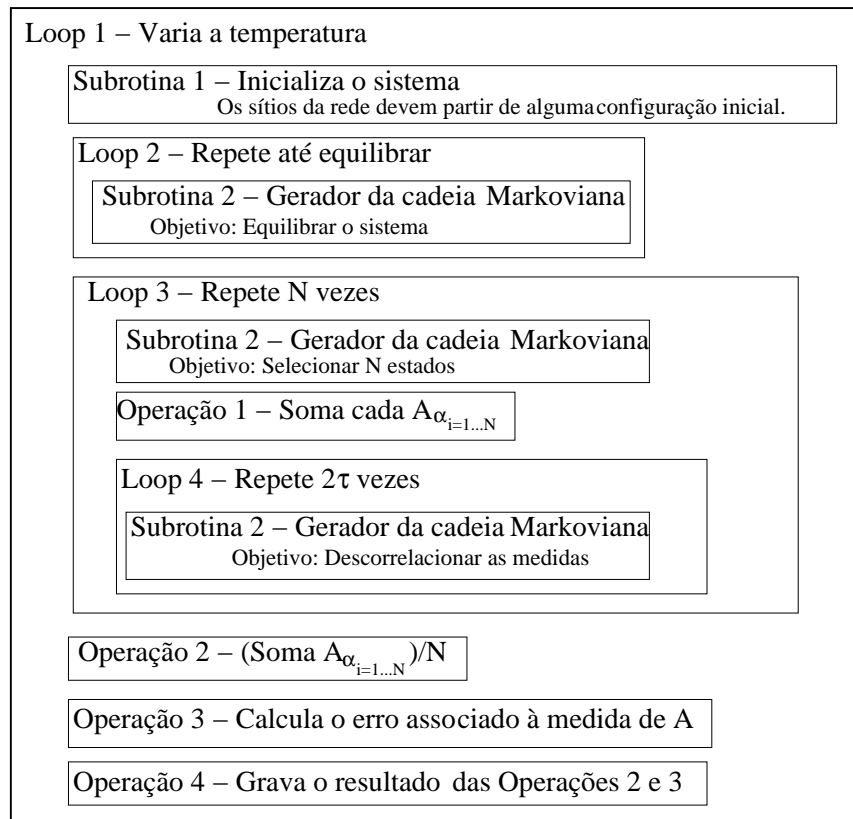 Loop 1 – Varia a temperatura
Subrotina 1 – Inicializa o sistema
Os sítios da rede devem partir de alguma configuração inicial.
Loop 2 – Repete até equilibrar
Subrotina 2 – Gerador da cadeia Markoviana
Objetivo: Equilibrar o sistema
Loop 3 – Repete N vezes
Subrotina 2 – Gerador da cadeia Markoviana
Objetivo: Selecionar N estados
Operação 1 – Soma cada A_{α_{i=1...N}}
Loop 4 – Repete 2τ vezes
Subrotina 2 – Gerador da cadeia Markoviana
Objetivo: Descorrelacionar as medidas
Operação 2 – (Soma A_{α_{i=1...N}})/N
Operação 3 – Calcula o erro associado à medida de A
Operação 4 – Grava o resultado das Operações 2 e 3